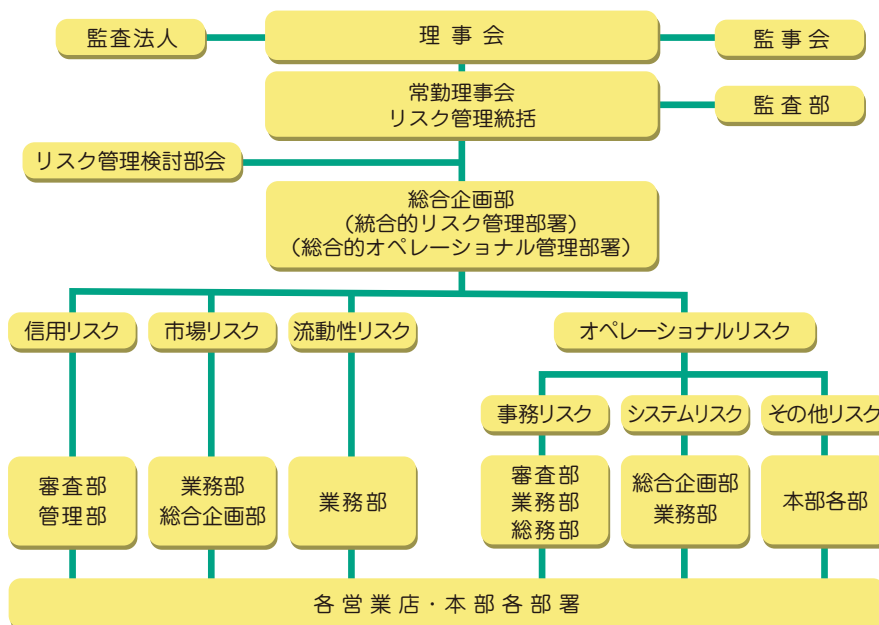 監査法人
理事会
監事会
常勤理事会
リスク管理統括
監査部
リスク管理検討部会
総合企画部
(統合的リスク管理部署)
(総合的オペレーショナル管理部署)
信用リスク
市場リスク
流動性リスク
オペレーショナルリスク
事務リスク
システムリスク
その他リスク
審査部
管理部
業務部
総合企画部
業務部
審査部
業務部
総務部
総合企画部
業務部
本部各部
各営業店・本部各部署